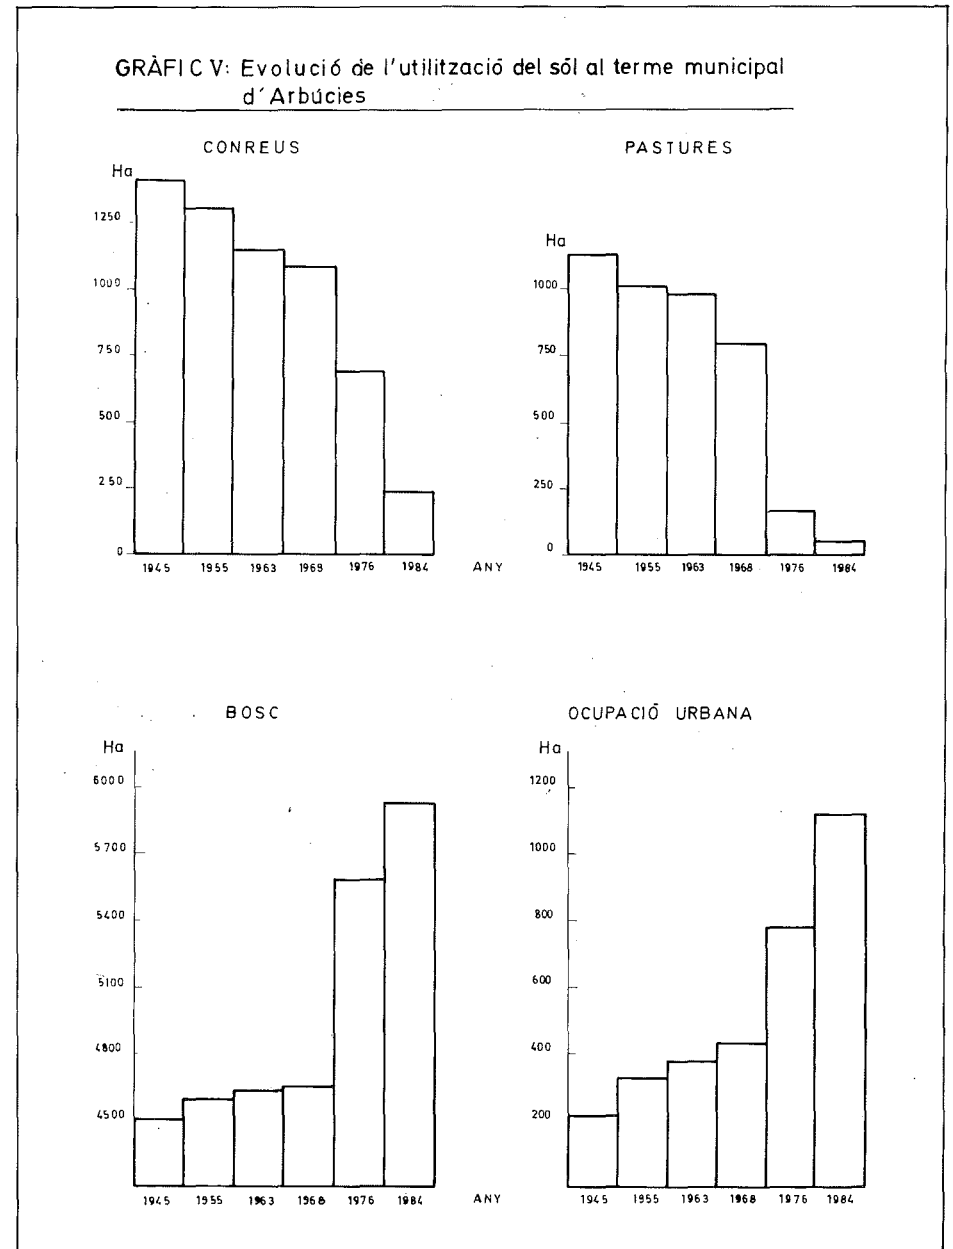 GRÀFIC V: Evolució de l'utilització del sól al terme municipal
d'Arbúcies
CONREUS
Ha
1250
1000
750
500
250
0
1945 1955 1963 1968 1976 1984 ANY
PASTURES
Ha
1000
750
500
250
0
1945 1955 1963 1968 1976 1984
BOSC
Ha
6000
5700
5400
5100
4800
4500
1945 1955 1963 1968 1976 1984 ANY
OCUPACIÓ URBANA
Ha
1200
1000
800
600
400
200
1945 1955 1963 1968 1976 1984